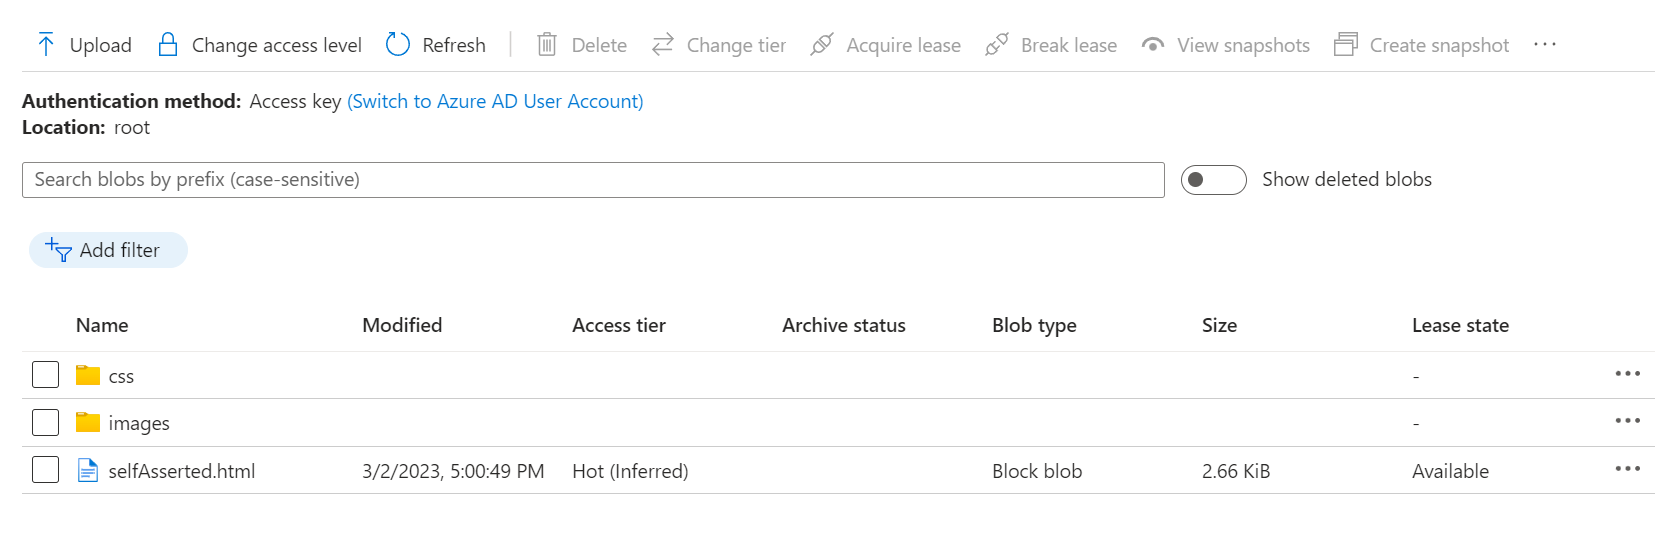 Upload Change access level Refresh Delete Change tier Acquire lease Break lease View snapshots Create snapshot ...
Authentication method: Access key (Switch to Azure AD User Account)
Location: root
Search blobs by prefix (case-sensitive) Show deleted blobs
Add filter
Name Modified Access tier Archive status Blob type Size Lease state
css - ...
images - ...
selfAsserted.html 3/2/2023, 5:00:49 PM Hot (Inferred) Block blob 2.66 KiB Available ...